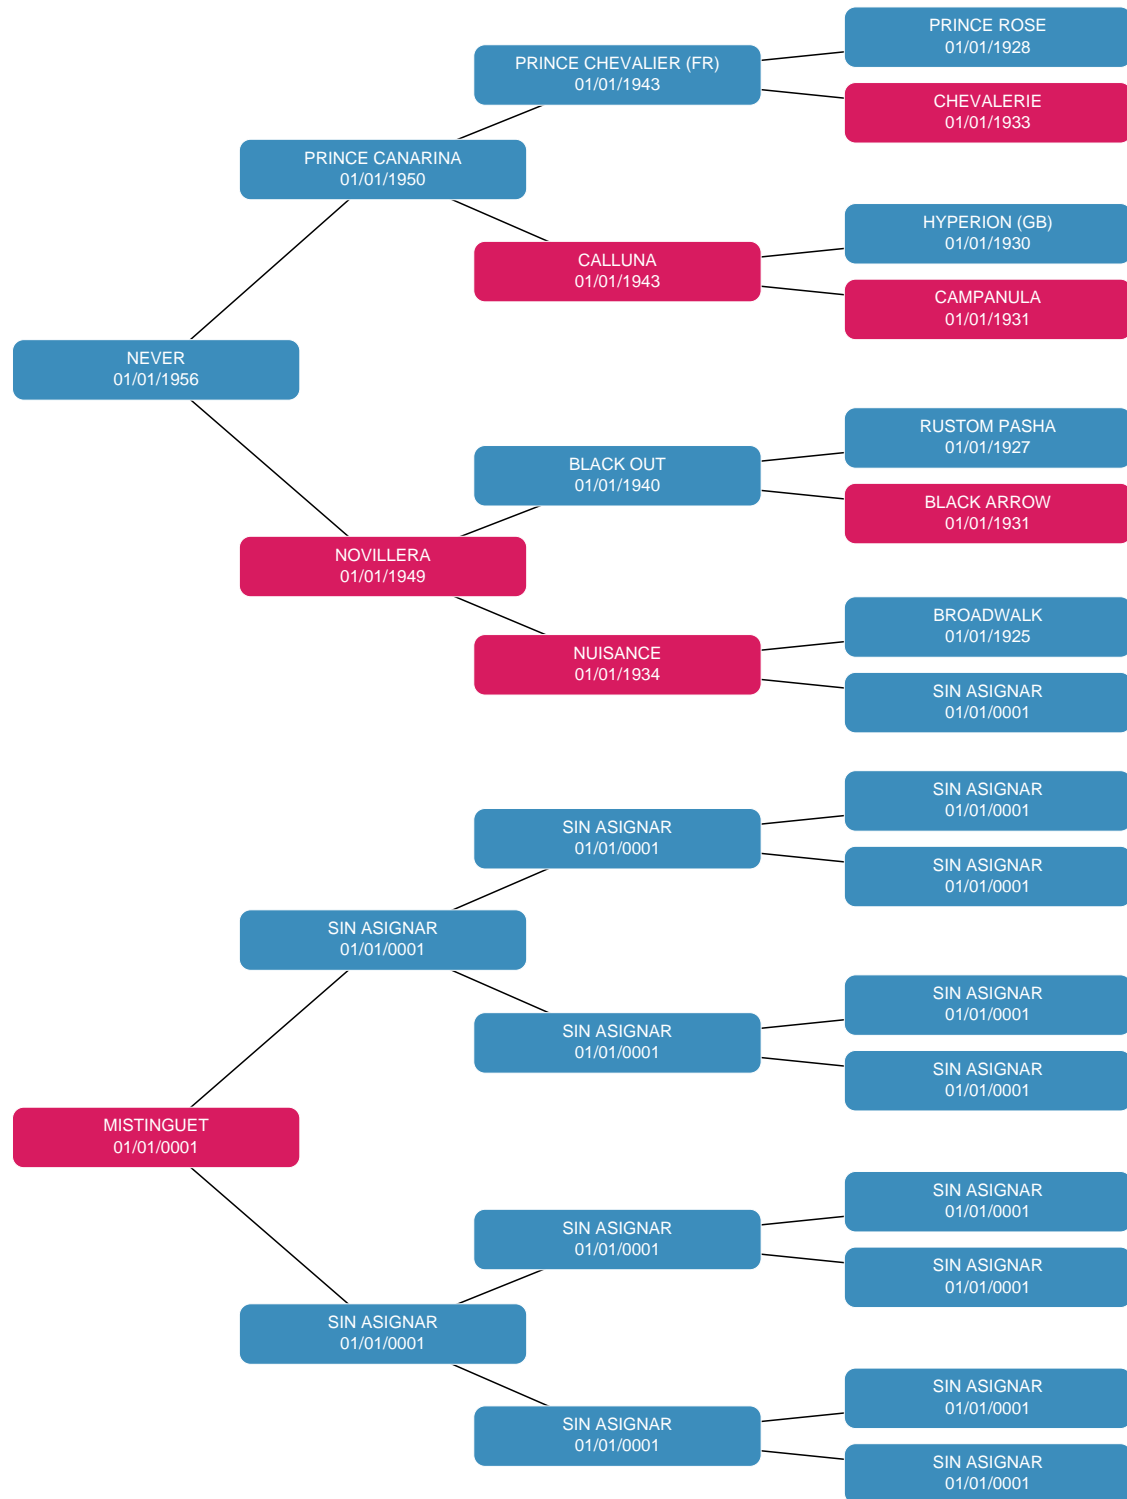 PRINCE ROSE
01/01/1928
PRINCE CHEVALIER (FR)
01/01/1943
CHEVALERIE
01/01/1933
PRINCE CANARINA
01/01/1950
HYPERION (GB)
01/01/1930
CALLUNA
01/01/1943
CAMPANULA
01/01/1931
NEVER
01/01/1956
RUSTOM PASHA
01/01/1927
BLACK OUT
01/01/1940
BLACK ARROW
01/01/1931
NOVILLERA
01/01/1949
BROADWALK
01/01/1925
NUISANCE
01/01/1934
SIN ASIGNAR
01/01/0001
SIN ASIGNAR
01/01/0001
SIN ASIGNAR
01/01/0001
SIN ASIGNAR
01/01/0001
SIN ASIGNAR
01/01/0001
SIN ASIGNAR
01/01/0001
SIN ASIGNAR
01/01/0001
SIN ASIGNAR
01/01/0001
MISTINGUET
01/01/0001
SIN ASIGNAR
01/01/0001
SIN ASIGNAR
01/01/0001
SIN ASIGNAR
01/01/0001
SIN ASIGNAR
01/01/0001
SIN ASIGNAR
01/01/0001
SIN ASIGNAR
01/01/0001
SIN ASIGNAR
01/01/0001